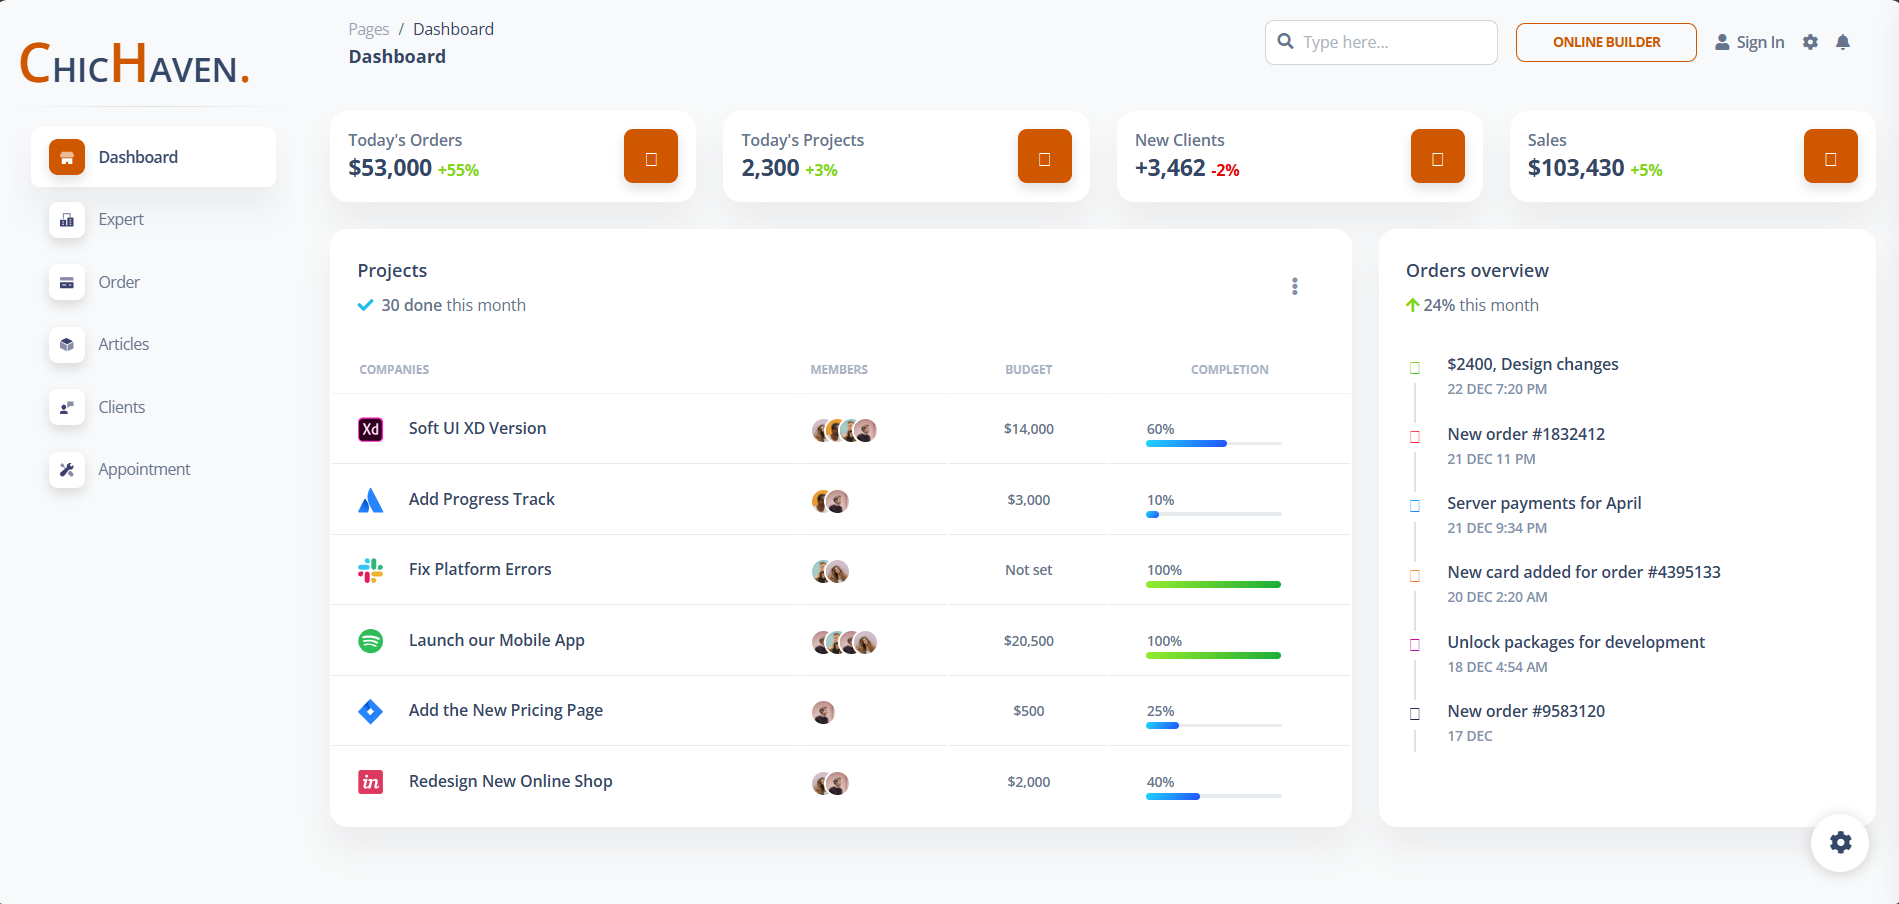 CHICHAVEN.
Dashboard
Expert
Order
Articles
Clients
Appointment
Pages / Dashboard
Dashboard
Type here...
ONLINE BUILDER
Sign In
Today's Orders
$53,000 +55%
Today's Projects
2,300 +3%
New Clients
+3,462 -2%
Sales
$103,430 +5%
Projects
30 done this month
COMPANIES MEMBERS BUDGET COMPLETION
Xd Soft UI XD Version $14,000 60%
Add Progress Track $3,000 10%
Fix Platform Errors Not set 100%
Launch our Mobile App $20,500 100%
Add the New Pricing Page $500 25%
in Redesign New Online Shop $2,000 40%
Orders overview
24% this month
$2400, Design changes
22 DEC 7:20 PM
New order #1832412
21 DEC 11 PM
Server payments for April
21 DEC 9:34 PM
New card added for order #4395133
20 DEC 2:20 AM
Unlock packages for development
18 DEC 4:54 AM
New order #9583120
17 DEC